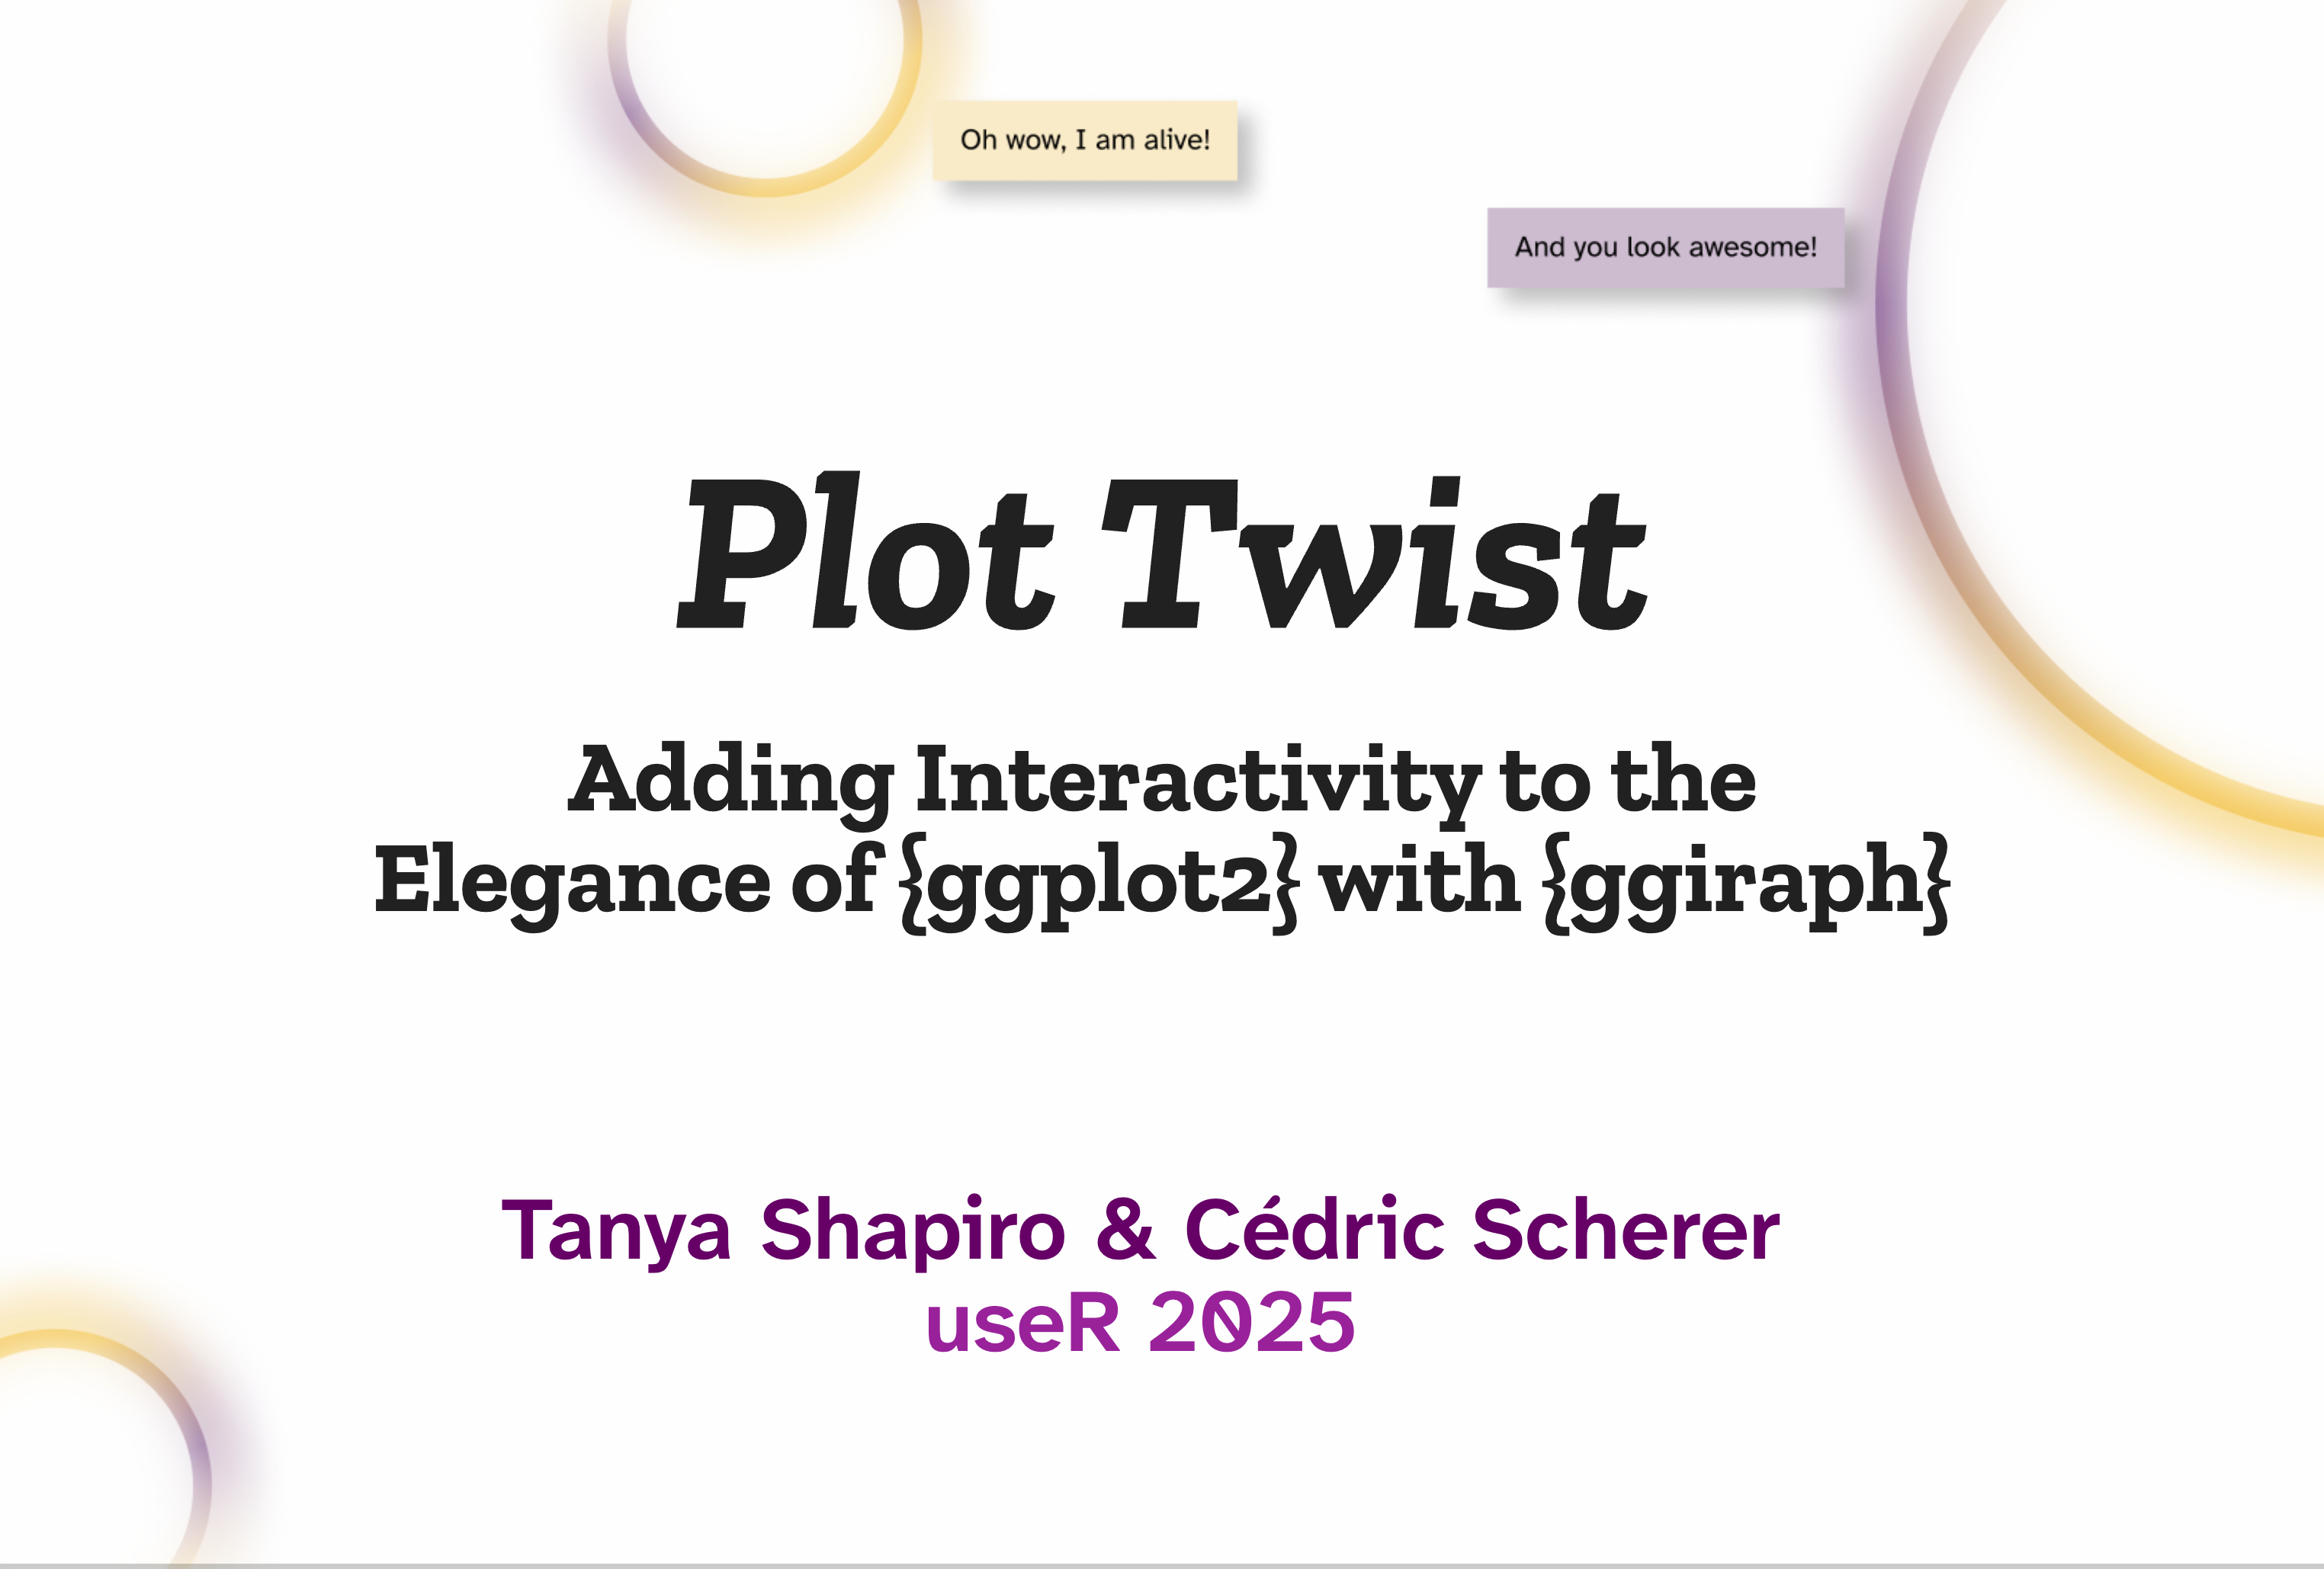 Oh wow, I am alive!
And you look awesome!
Plot Twist
Adding Interactivity to the
Elegance of {ggplot2} with {ggiraph}
Tanya Shapiro & Cédric Scherer
useR 2025